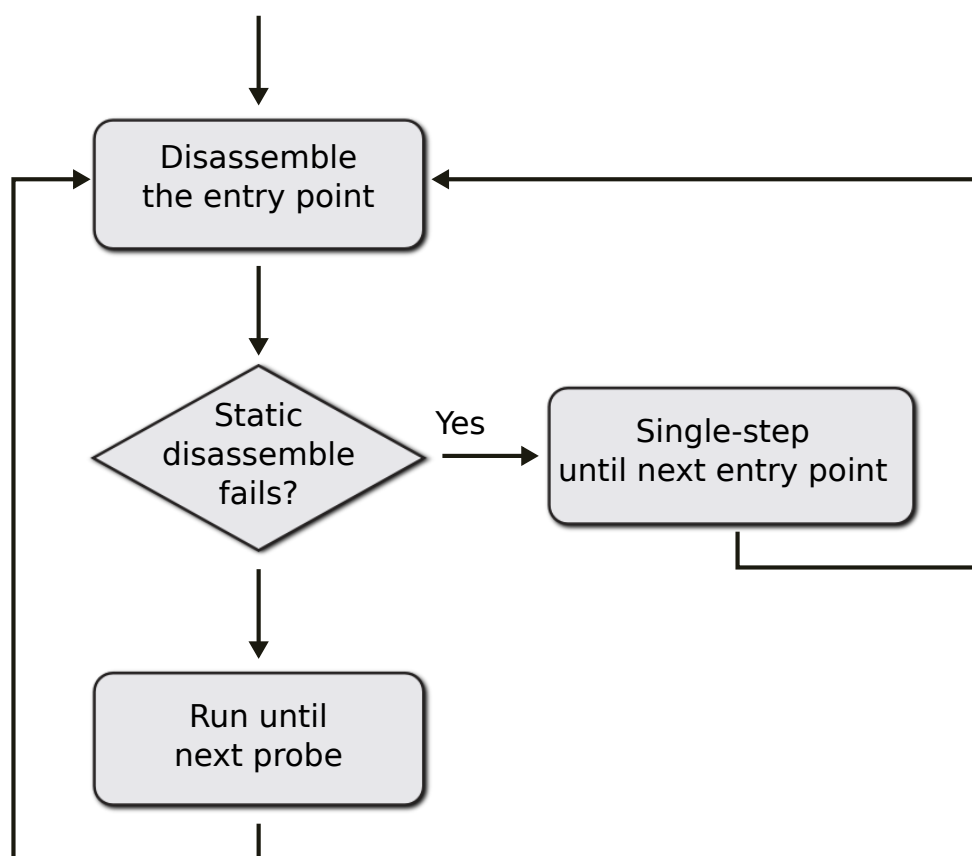 Disassemble
the entry point
Static
disassemble
fails?
Yes
Single-step
until next entry point
Run until
next probe